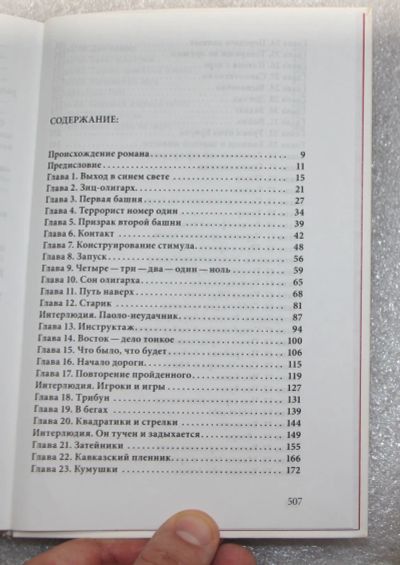 СОДЕРЖАНИЕ:
Происхождение романа 9
Предисловие 11
Глава 1. Выход в синем свете 15
Глава 2. Зиц-олигарх. 21
Глава 3. Первая башня 27
Глава 4. Террорист номер один 34
Глава 5. Призрак второй башни 39
Глава 6. Контакт 42
Глава 7. Конструирование стимула 48
Глава 8. Запуск 56
Глава 9. Четыре — три — два — один — ноль 59
Глава 10. Сон олигарха 65
Глава 11. Путь наверх 68
Глава 12. Старик 81
Интерлюдия. Паоло-неудачник 87
Глава 13. Инструктаж 94
Глава 14. Восток — дело тонкое 100
Глава 15. Что было, что будет 106
Глава 16. Начало дороги 115
Глава 17. Повторение пройденного 119
Интерлюдия. Игроки и игры 127
Глава 18. Трибун 131
Глава 19. В бегах 139
Глава 20. Квадратики и стрелки 144
Интерлюдия. Он тучен и задыхается 149
Глава 21. Затейники 155
Глава 22. Кавказский пленник 166
Глава 23. Кумушки 172
507